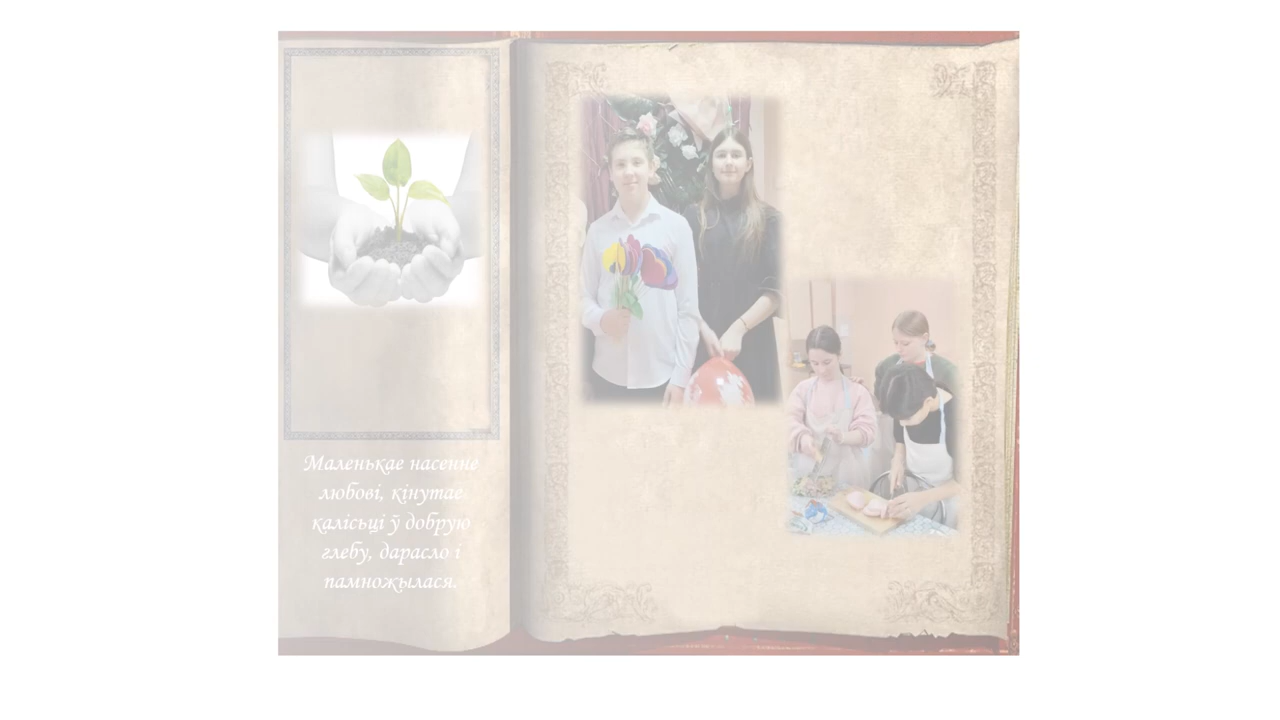 Маленькае насенне
любові, кінутае
калісьці ў добрую
глебу, дарасло і
памножылася.